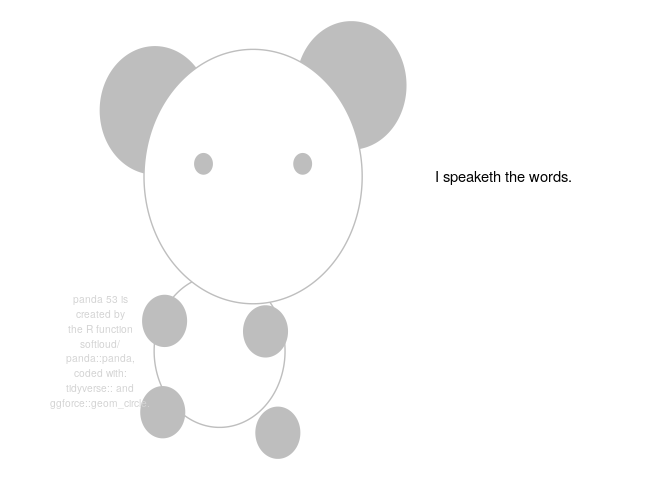 I speaketh the words.
panda 53 is
created by
the R function
softloud/
panda::panda,
coded with:
tidyverse:: and
ggforce::geom_circle.